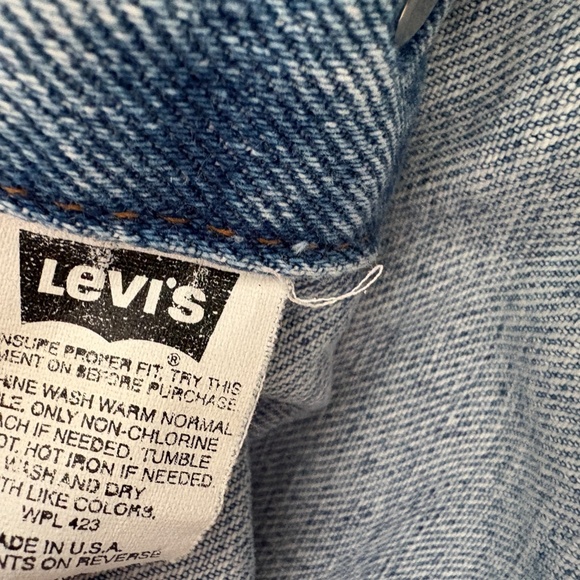 Levi's
®
ENSURE PROPER FIT, TRY THIS
MENT ON BEFORE PURCHASE
HINE WASH WARM NORMAL
LE, ONLY NON-CHLORINE
ACH IF NEEDED. TUMBLE
OT, HOT IRON IF NEEDED.
WASH AND DRY
TH LIKE COLORS.
WPL 423
ADE IN U.S.A.
NTS ON REVERSE